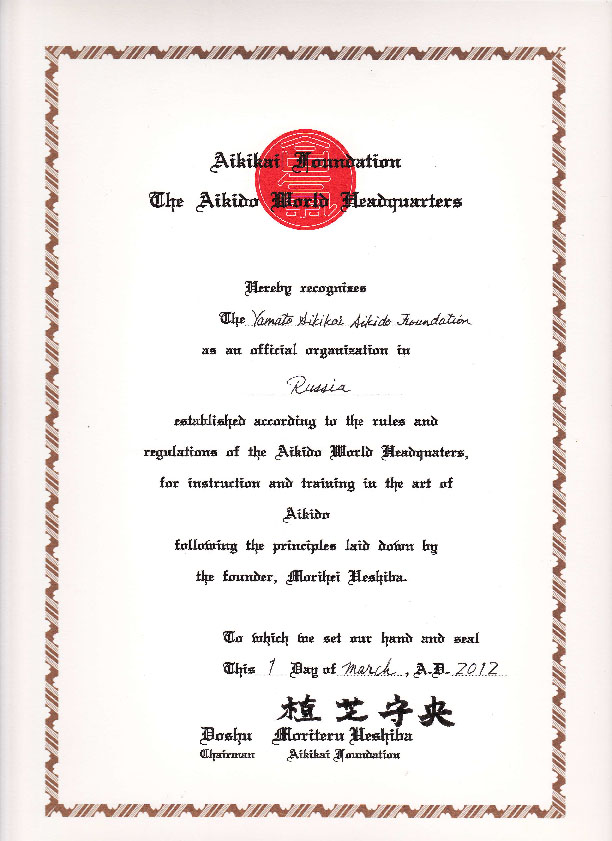 Aikikai Foundation
The Aikido World Headquarters
Hereby recognizes
The Yamato Aikikai Aikido Foundation
as an official organization in
Russia
established according to the rules and
regulations of the Aikido World Headquaters,
for instruction and training in the art of
Aikido
following the principles laid down by
the founder, Morihei Ueshiba.
To which we set our hand and seal
This 1 Day of march, A.D. 2012
植芝守央
Doshu Moriteru Ueshiba
Chairman Aikikai Foundation